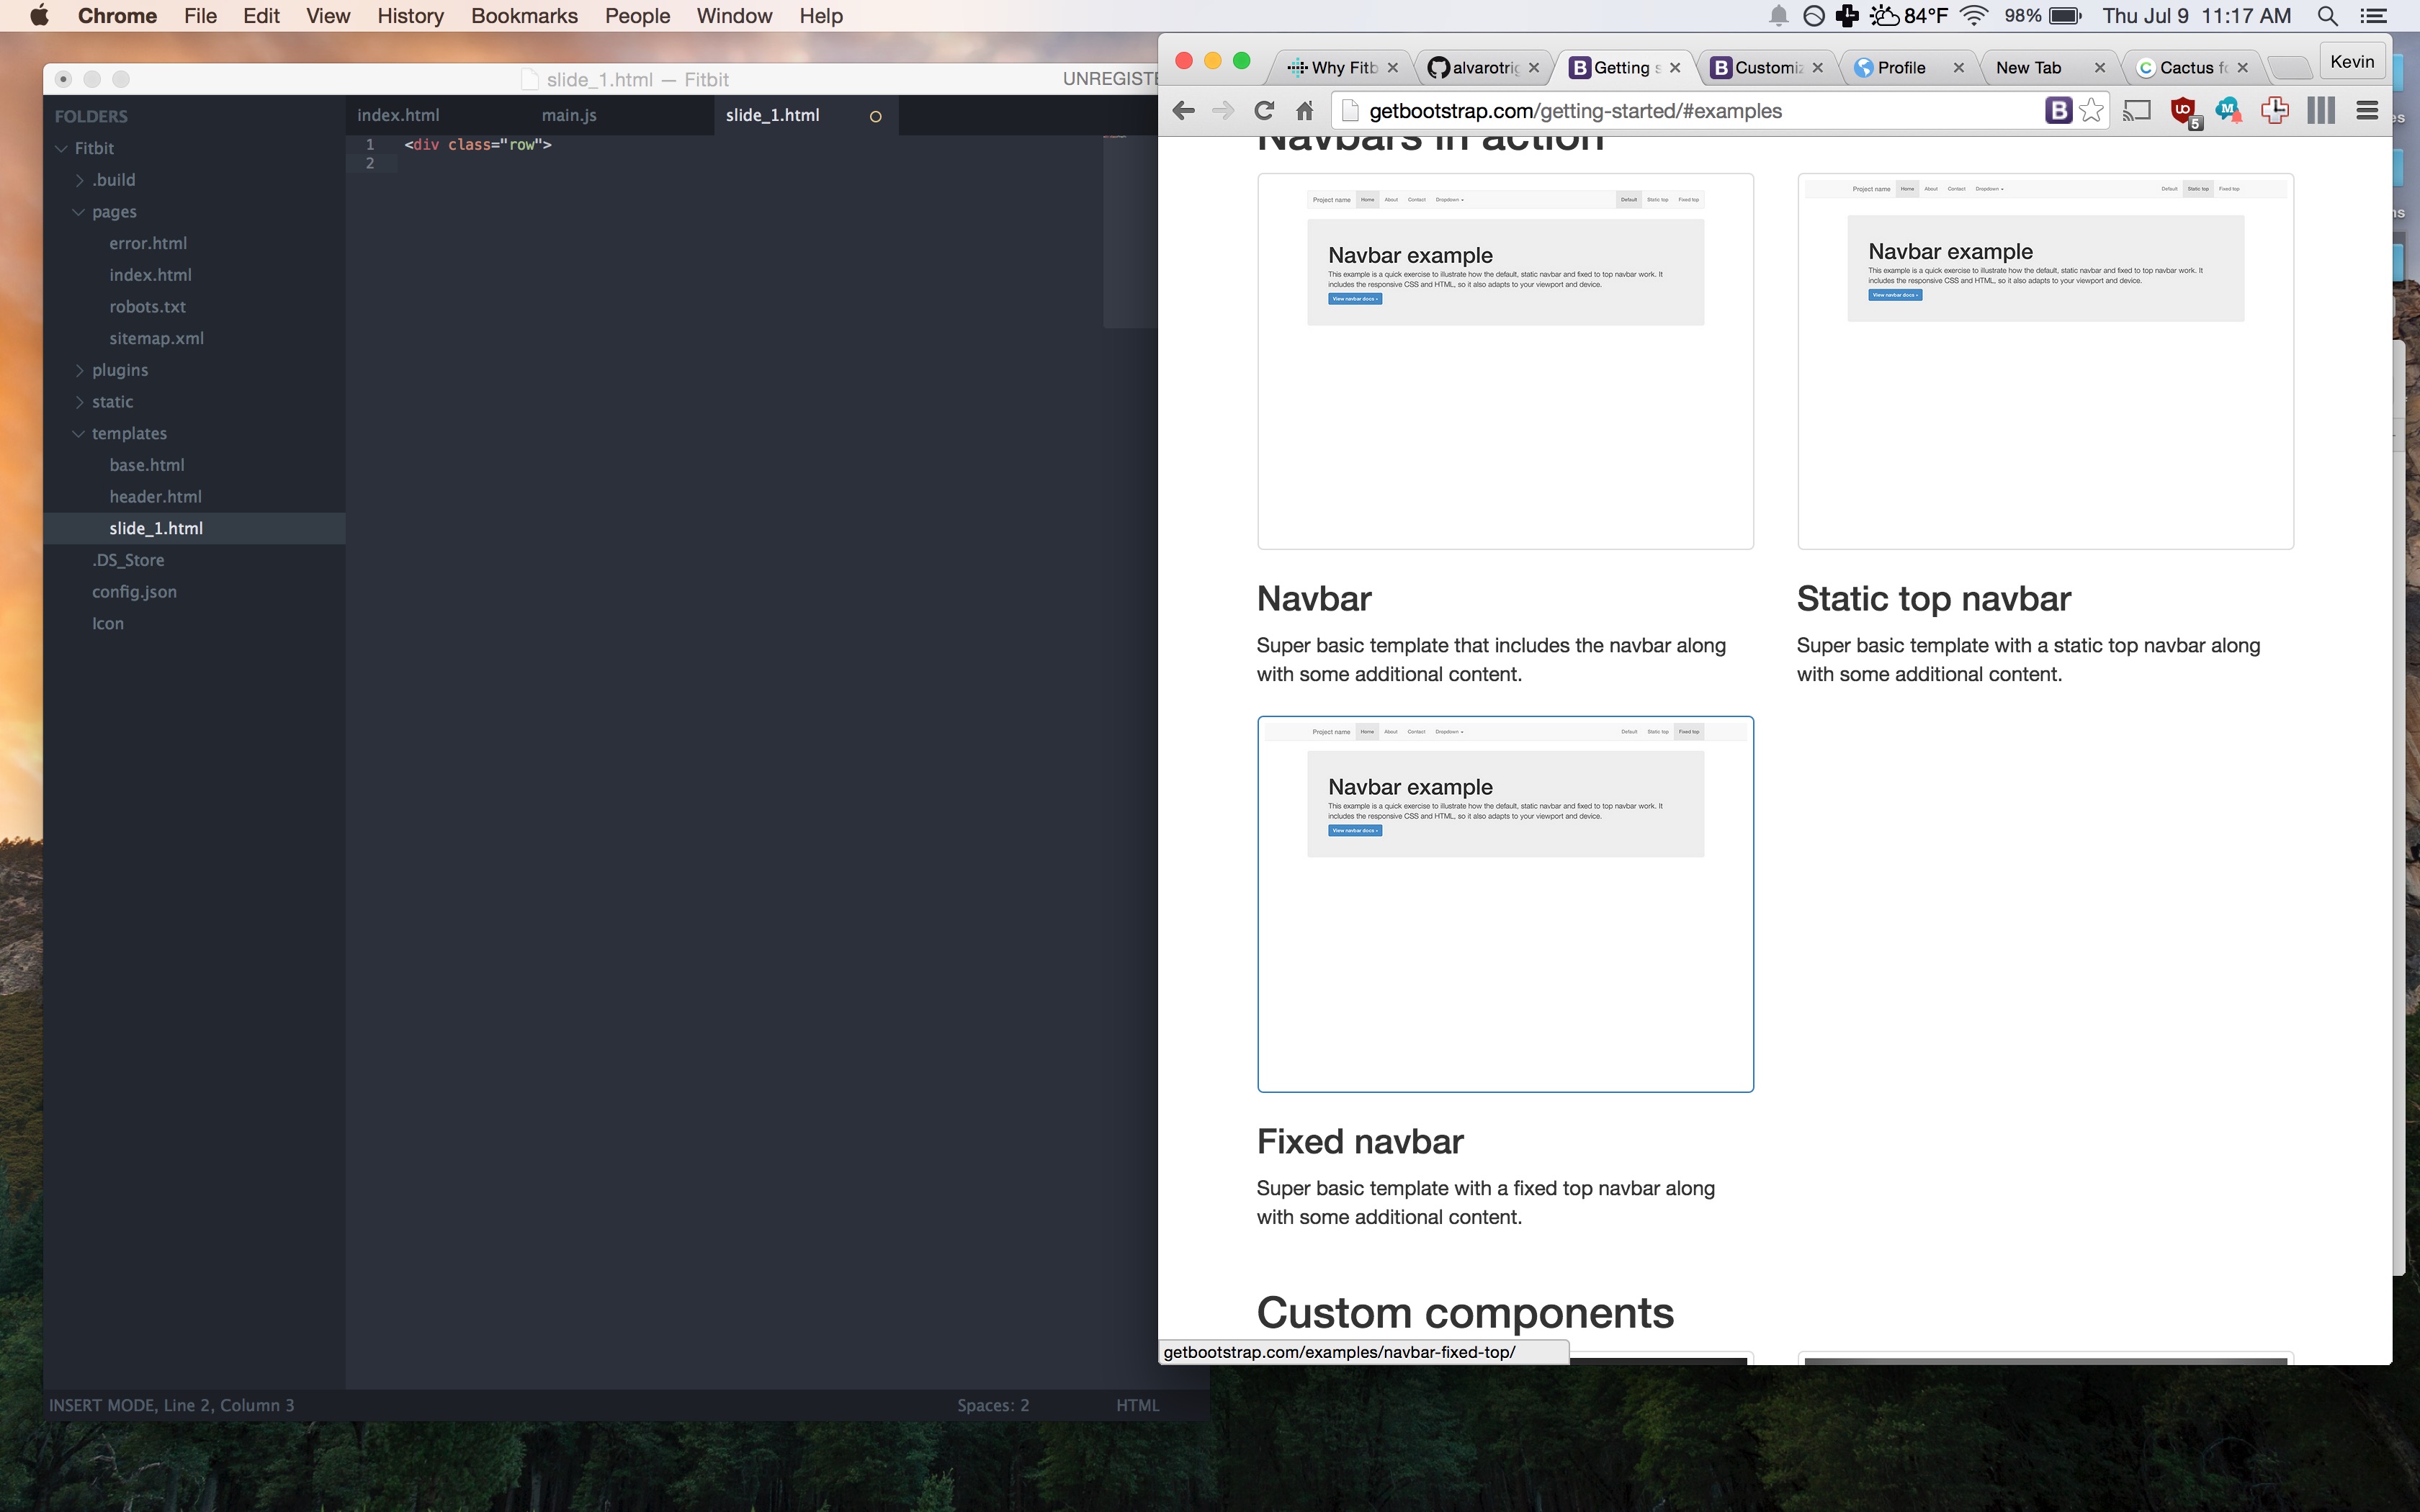 Chrome File Edit View History Bookmarks People Window Help
84°F 98% Thu Jul 9 11:17 AM
slide_1.html — Fitbit
UNREGISTE
FOLDERS
Fitbit
.build
pages
error.html
index.html
robots.txt
sitemap.xml
plugins
static
templates
base.html
header.html
slide_1.html
.DS_Store
config.json
Icon
index.html main.js slide_1.html
1 <div class="row">
2
INSERT MODE, Line 2, Column 3 Spaces: 2 HTML
Why Fitb alvarotrig Getting s Customiz Profile New Tab Cactus fo Kevin
getbootstrap.com/getting-started/#examples
5
Navbars in action
Project name Home About Contact Dropdown Default Static top Fixed top
Navbar example
This example is a quick exercise to illustrate how the default, static navbar and fixed to top navbar work. It
includes the responsive CSS and HTML, so it also adapts to your viewport and device.
View navbar docs »
Navbar
Super basic template that includes the navbar along
with some additional content.
Project name Home About Contact Dropdown Default Static top Fixed top
Navbar example
This example is a quick exercise to illustrate how the default, static navbar and fixed to top navbar work. It
includes the responsive CSS and HTML, so it also adapts to your viewport and device.
View navbar docs »
Static top navbar
Super basic template with a static top navbar along
with some additional content.
Project name Home About Contact Dropdown Default Static top Fixed top
Navbar example
This example is a quick exercise to illustrate how the default, static navbar and fixed to top navbar work. It
includes the responsive CSS and HTML, so it also adapts to your viewport and device.
View navbar docs »
Fixed navbar
Super basic template with a fixed top navbar along
with some additional content.
Custom components
getbootstrap.com/examples/navbar-fixed-top/